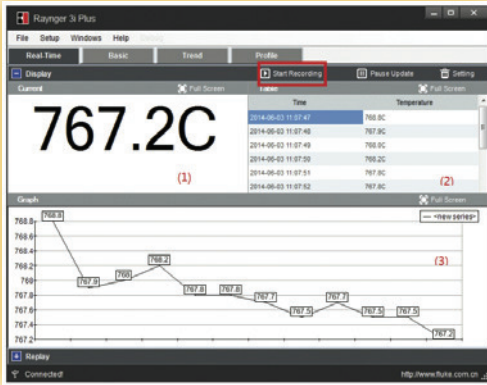 Raynger 3i Plus
File Setup Windows Help Debug
Real-Time Basic Trend Profile
Display Start Recording Pause Update Setting
Current Full Screen Table Full Screen
767.2C
(1)
Time Temperature
2014-06-03 11:07:47 768.8C
2014-06-03 11:07:48 767.9C
2014-06-03 11:07:49 768.0C
2014-06-03 11:07:50 768.2C
2014-06-03 11:07:51 767.8C
2014-06-03 11:07:52 767.8C
(2)
Graph Full Screen
<new series>
(3)
768.8
768.6
768.4
768.2
768
767.8
767.6
767.4
767.2
768.8
767.9
768
768.2
767.8
767.8
767.7
767.5
767.7
767.5
767.5
767.2
Replay
Connected! http://www.fluke.com.cn